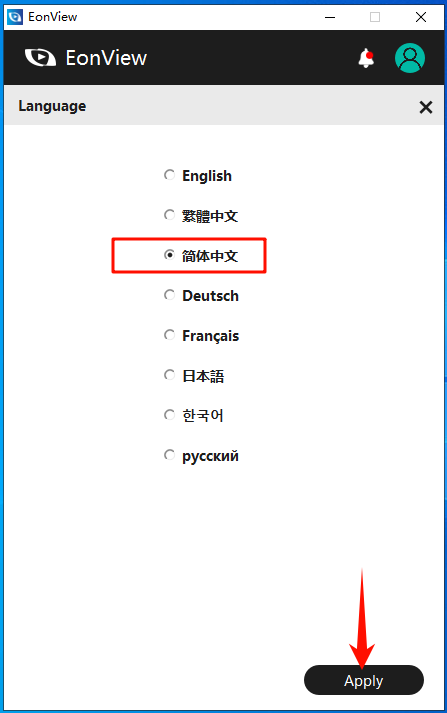 EonView
EonView
Language
English
繁體中文
简体中文
Deutsch
Français
日本語
한국어
русский
Apply